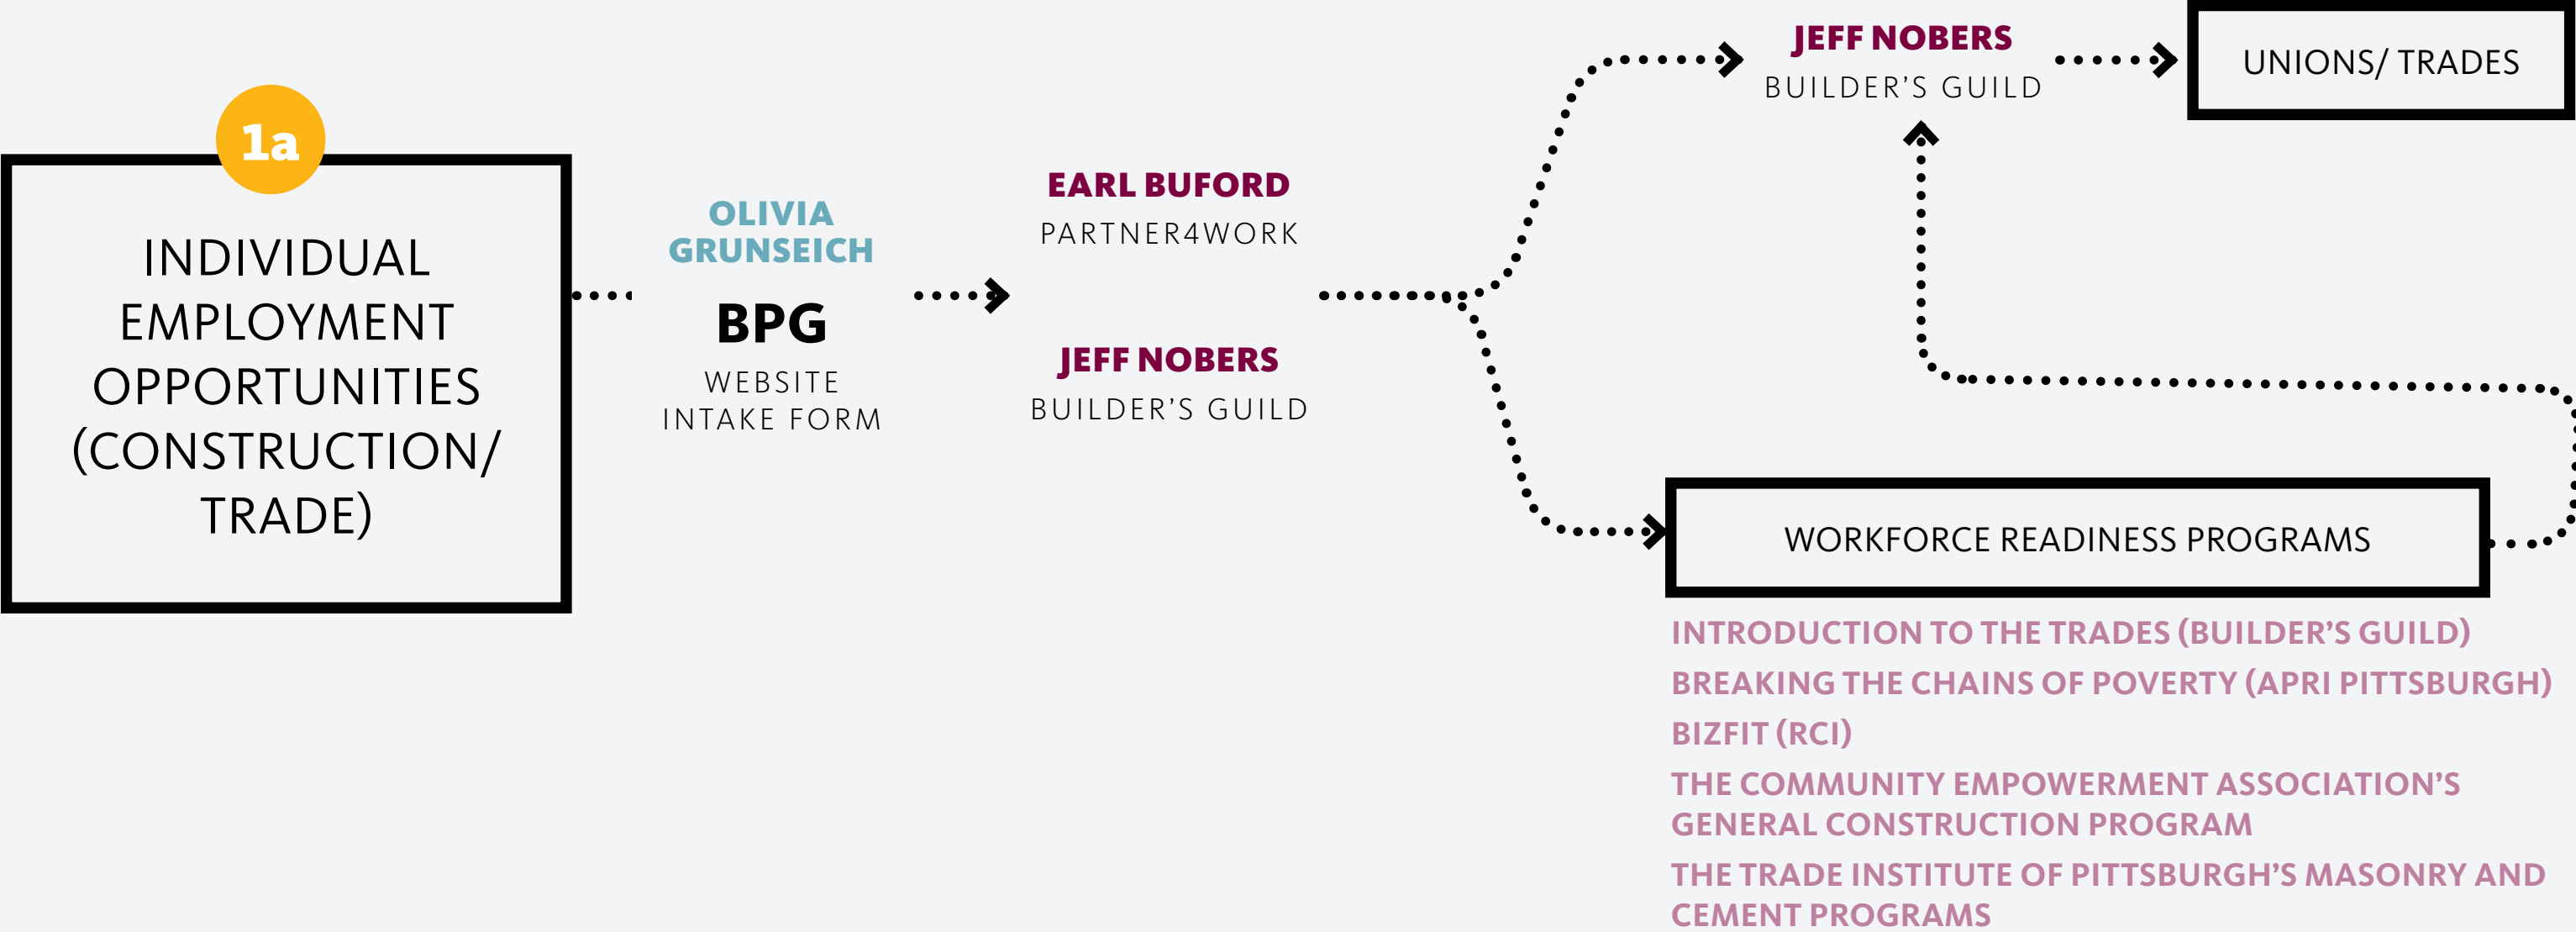 1a
INDIVIDUAL
EMPLOYMENT
OPPORTUNITIES
(CONSTRUCTION/
TRADE)
OLIVIA
GRUNSEICH
BPG
WEBSITE
INTAKE FORM
EARL BUFORD
PARTNER4WORK
JEFF NOBERS
BUILDER’S GUILD
JEFF NOBERS
BUILDER’S GUILD
UNIONS/ TRADES
WORKFORCE READINESS PROGRAMS
INTRODUCTION TO THE TRADES (BUILDER’S GUILD)
BREAKING THE CHAINS OF POVERTY (APRI PITTSBURGH)
BIZFIT (RCI)
THE COMMUNITY EMPOWERMENT ASSOCIATION’S
GENERAL CONSTRUCTION PROGRAM
THE TRADE INSTITUTE OF PITTSBURGH’S MASONRY AND
CEMENT PROGRAMS